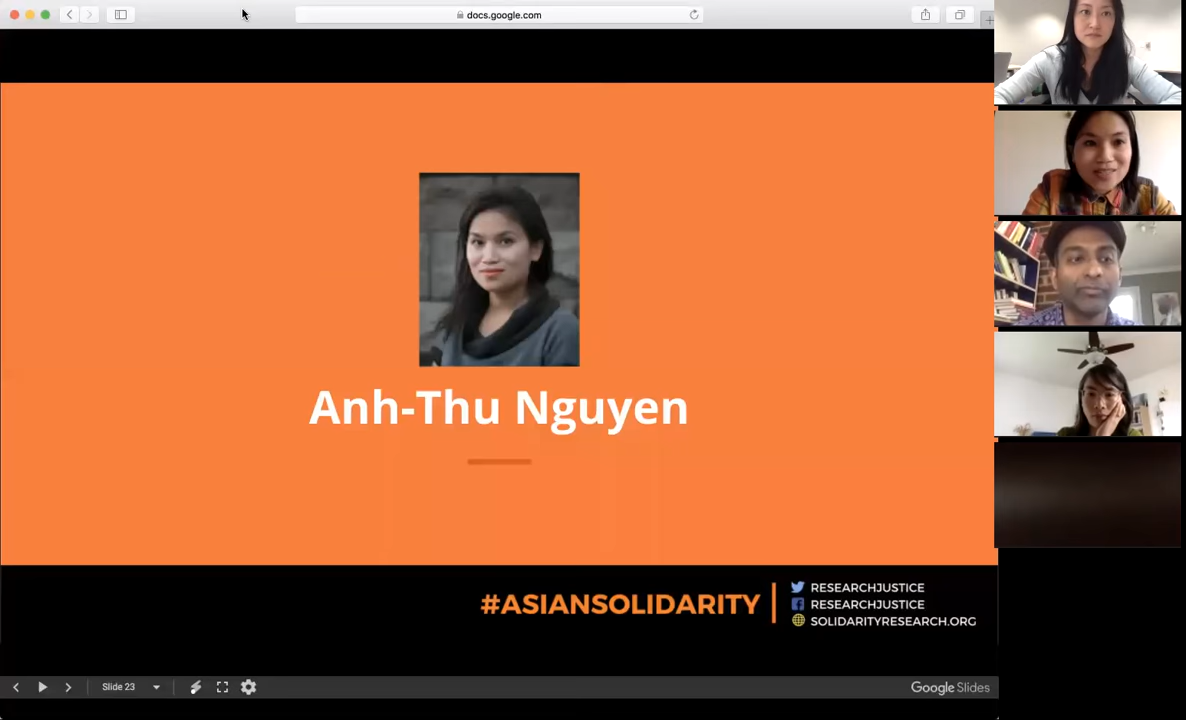 docs.google.com
Anh-Thu Nguyen
#ASIANSOLIDARITY
RESEARCHJUSTICE
RESEARCHJUSTICE
SOLIDARITYRESEARCH.ORG
Slide 23
Google Slides